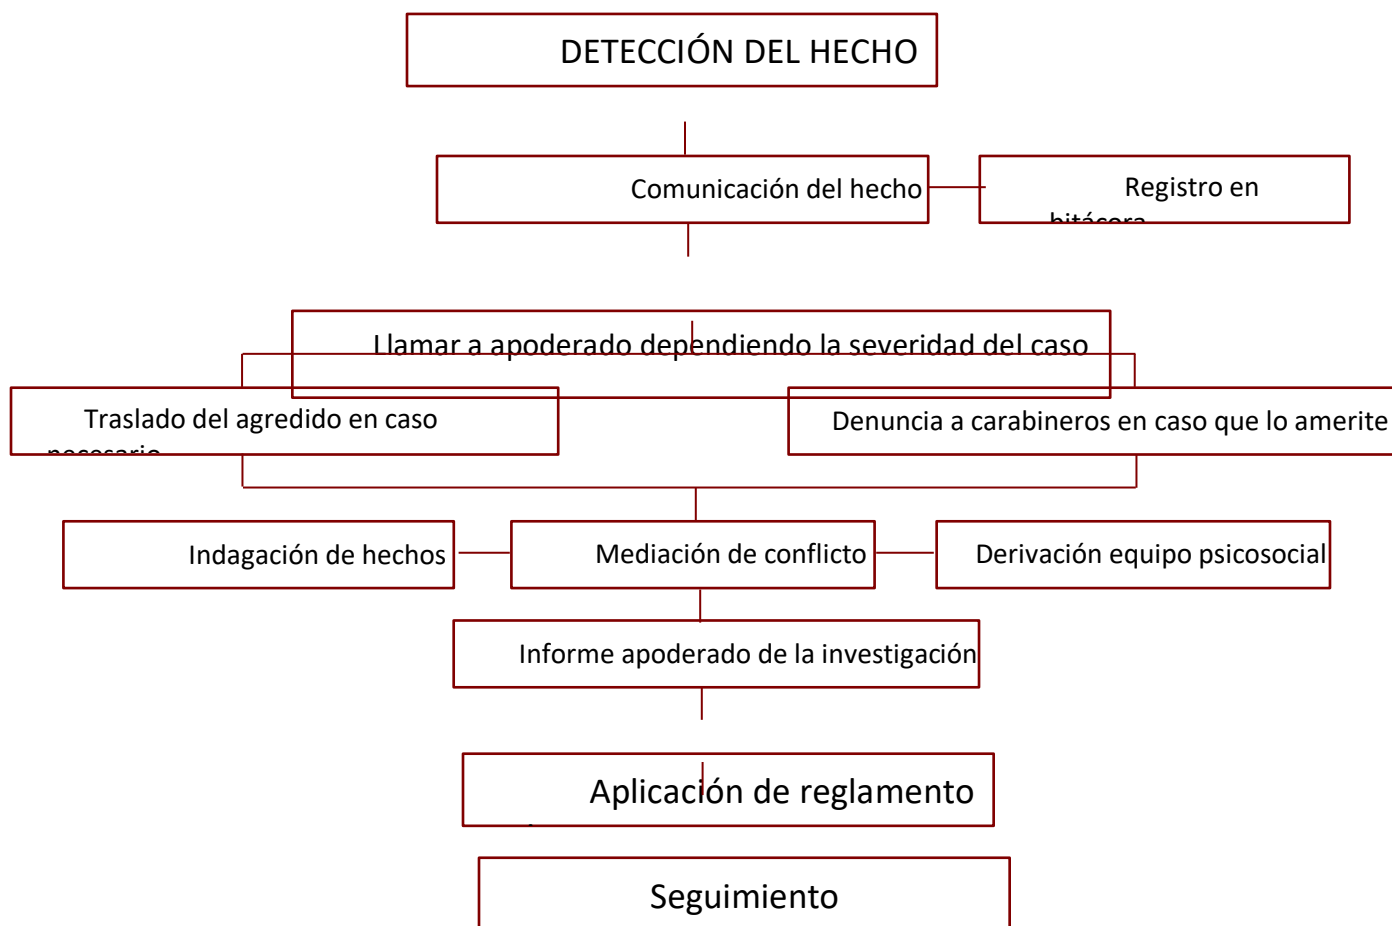 DETECCIÓN DEL HECHO
Comunicación del hecho
Registro en
bitácora
Llamar a apoderado dependiendo la severidad del caso
Traslado del agredido en caso
necesario
Denuncia a carabineros en caso que lo amerite
Indagación de hechos
Mediación de conflicto
Derivación equipo psicosocial
Informe apoderado de la investigación
Aplicación de reglamento
Seguimiento